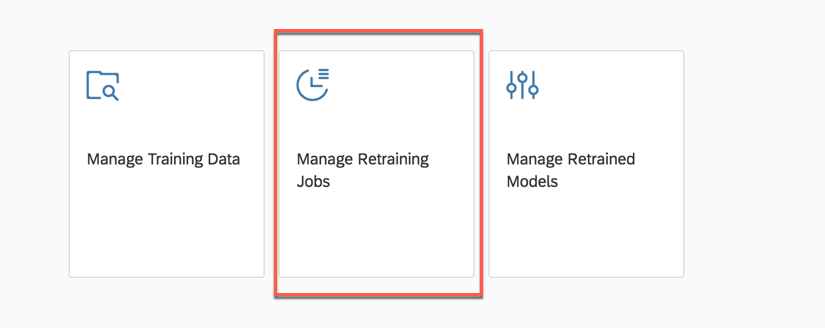 Manage Training Data
Manage Retraining
Jobs
Manage Retrained
Models